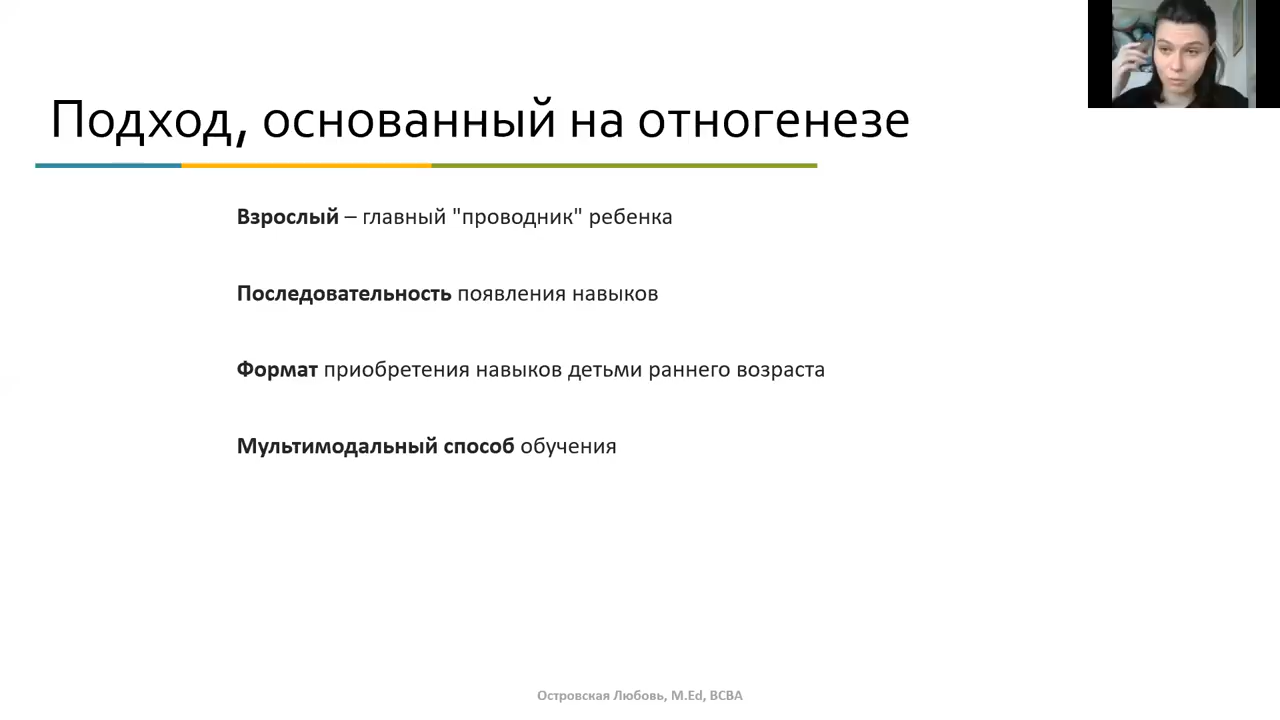 Подход, основанный на отногенезе
Взрослый – главный "проводник" ребенка
Последовательность появления навыков
Формат приобретения навыков детьми раннего возраста
Мультимодальный способ обучения
Островская Любовь, M.Ed, BCBA